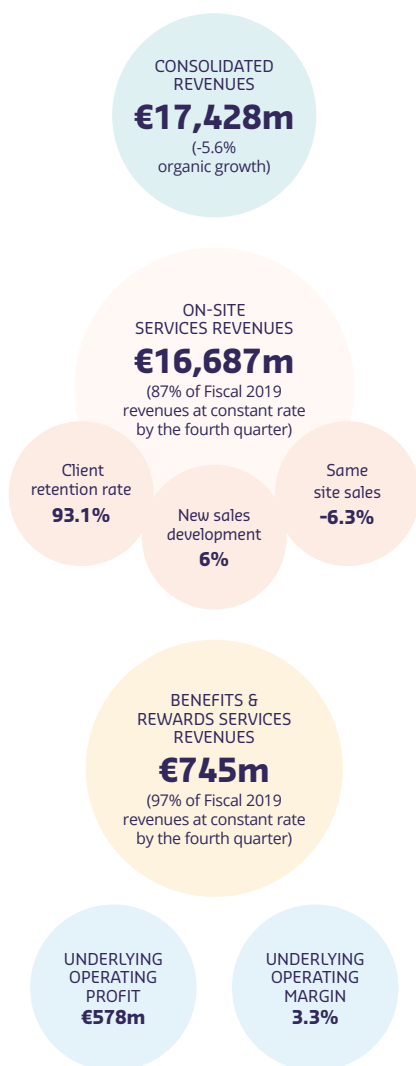 CONSOLIDATED
REVENUES
€17,428m
(-5.6%
organic growth)
ON-SITE
SERVICES REVENUES
€16,687m
(87% of Fiscal 2019
revenues at constant rate
by the fourth quarter)
Client
retention rate
93.1%
New sales
development
6%
Same
site sales
-6.3%
BENEFITS &
REWARDS SERVICES
REVENUES
€745m
(97% of Fiscal 2019
revenues at constant rate
by the fourth quarter)
UNDERLYING
OPERATING
PROFIT
€578m
UNDERLYING
OPERATING
MARGIN
3.3%